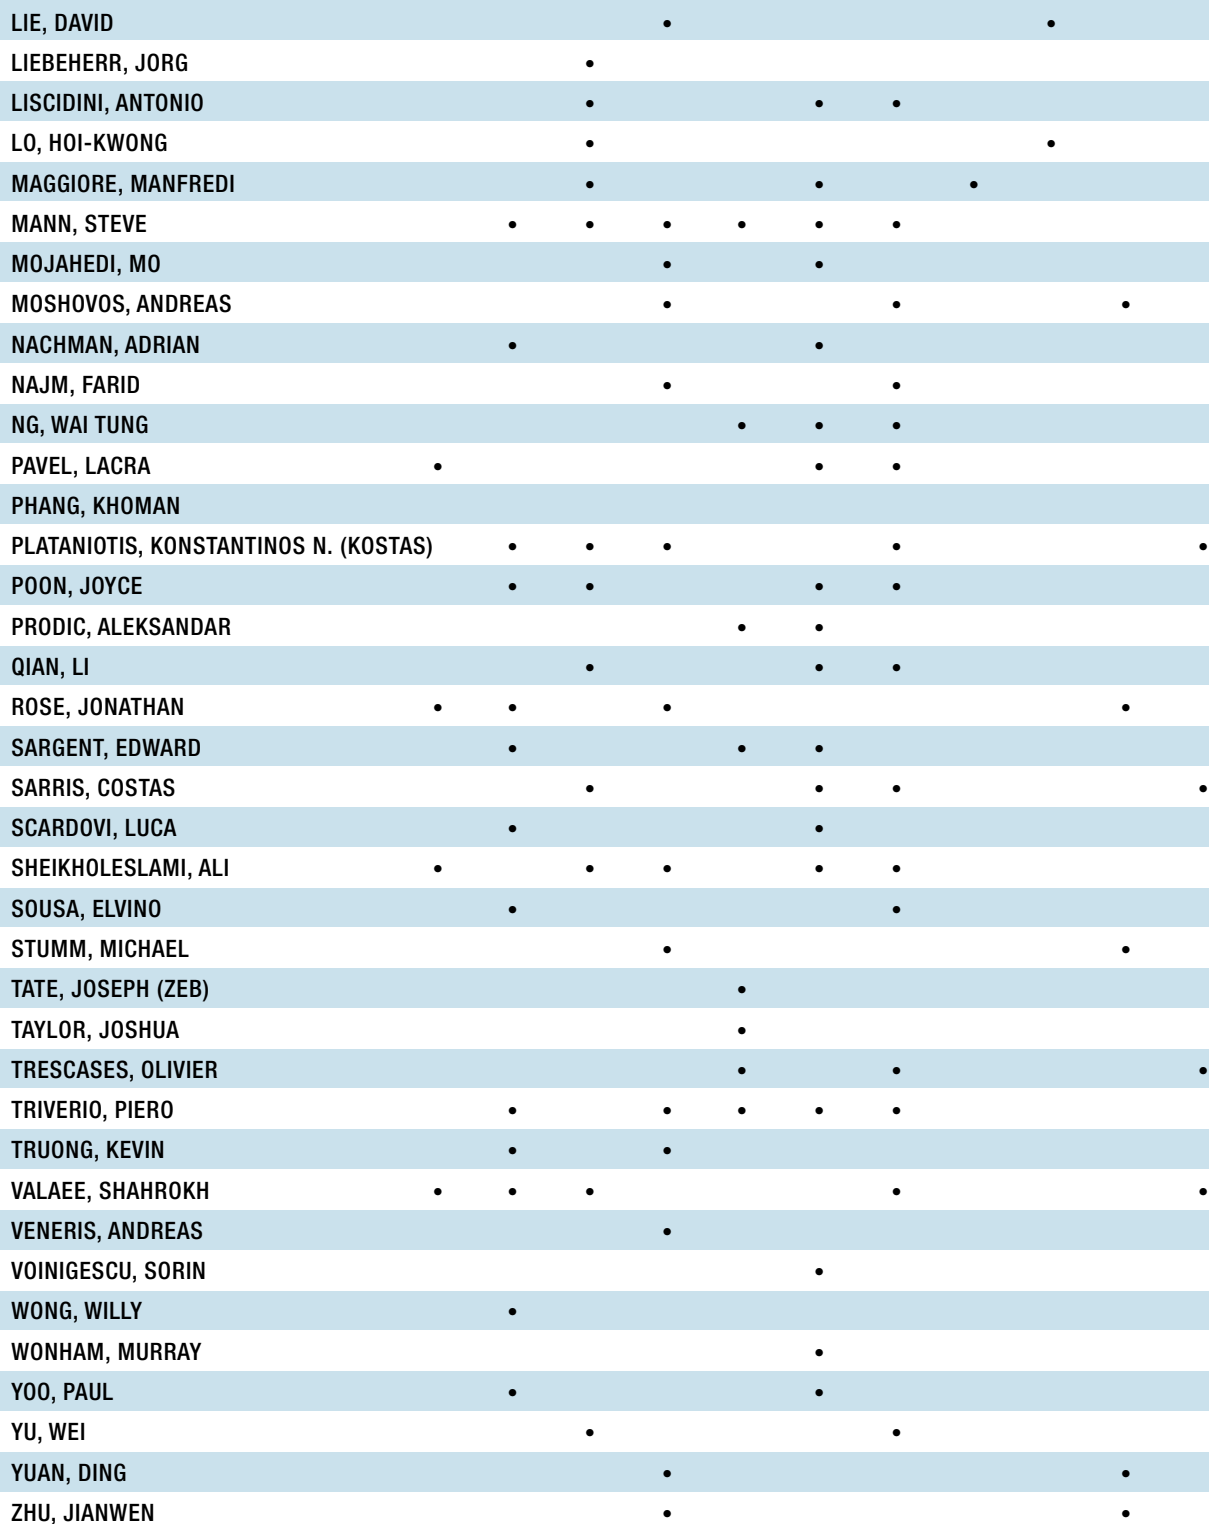 LIE, DAVID • •
LIEBEHERR, JORG •
LISCIDINI, ANTONIO • • •
LO, HOI-KWONG • •
MAGGIORE, MANFREDI • • •
MANN, STEVE • • • • • •
MOJAHEDI, MO • •
MOSHOVOS, ANDREAS • • •
NACHMAN, ADRIAN • •
NAJM, FARID • •
NG, WAI TUNG • • •
PAVEL, LACRA • • •
PHANG, KHOMAN
PLATANIOTIS, KONSTANTINOS N. (KOSTAS) • • • • •
POON, JOYCE • • • •
PRODIC, ALEKSANDAR • •
QIAN, LI • • •
ROSE, JONATHAN • • • •
SARGENT, EDWARD • • •
SARRIS, COSTAS • • • •
SCARDOVI, LUCA • •
SHEIKHOLESLAMI, ALI • • • • •
SOUSA, ELVINO • •
STUMM, MICHAEL • •
TATE, JOSEPH (ZEB) •
TAYLOR, JOSHUA •
TRESCASES, OLIVIER • • •
TRIVERIO, PIERO • • • • •
TRUONG, KEVIN • •
VALAEE, SHAHROKH • • • • •
VENERIS, ANDREAS •
VOINIGESCU, SORIN •
WONG, WILLY •
WONHAM, MURRAY •
YOO, PAUL • •
YU, WEI • •
YUAN, DING • •
ZHU, JIANWEN • •